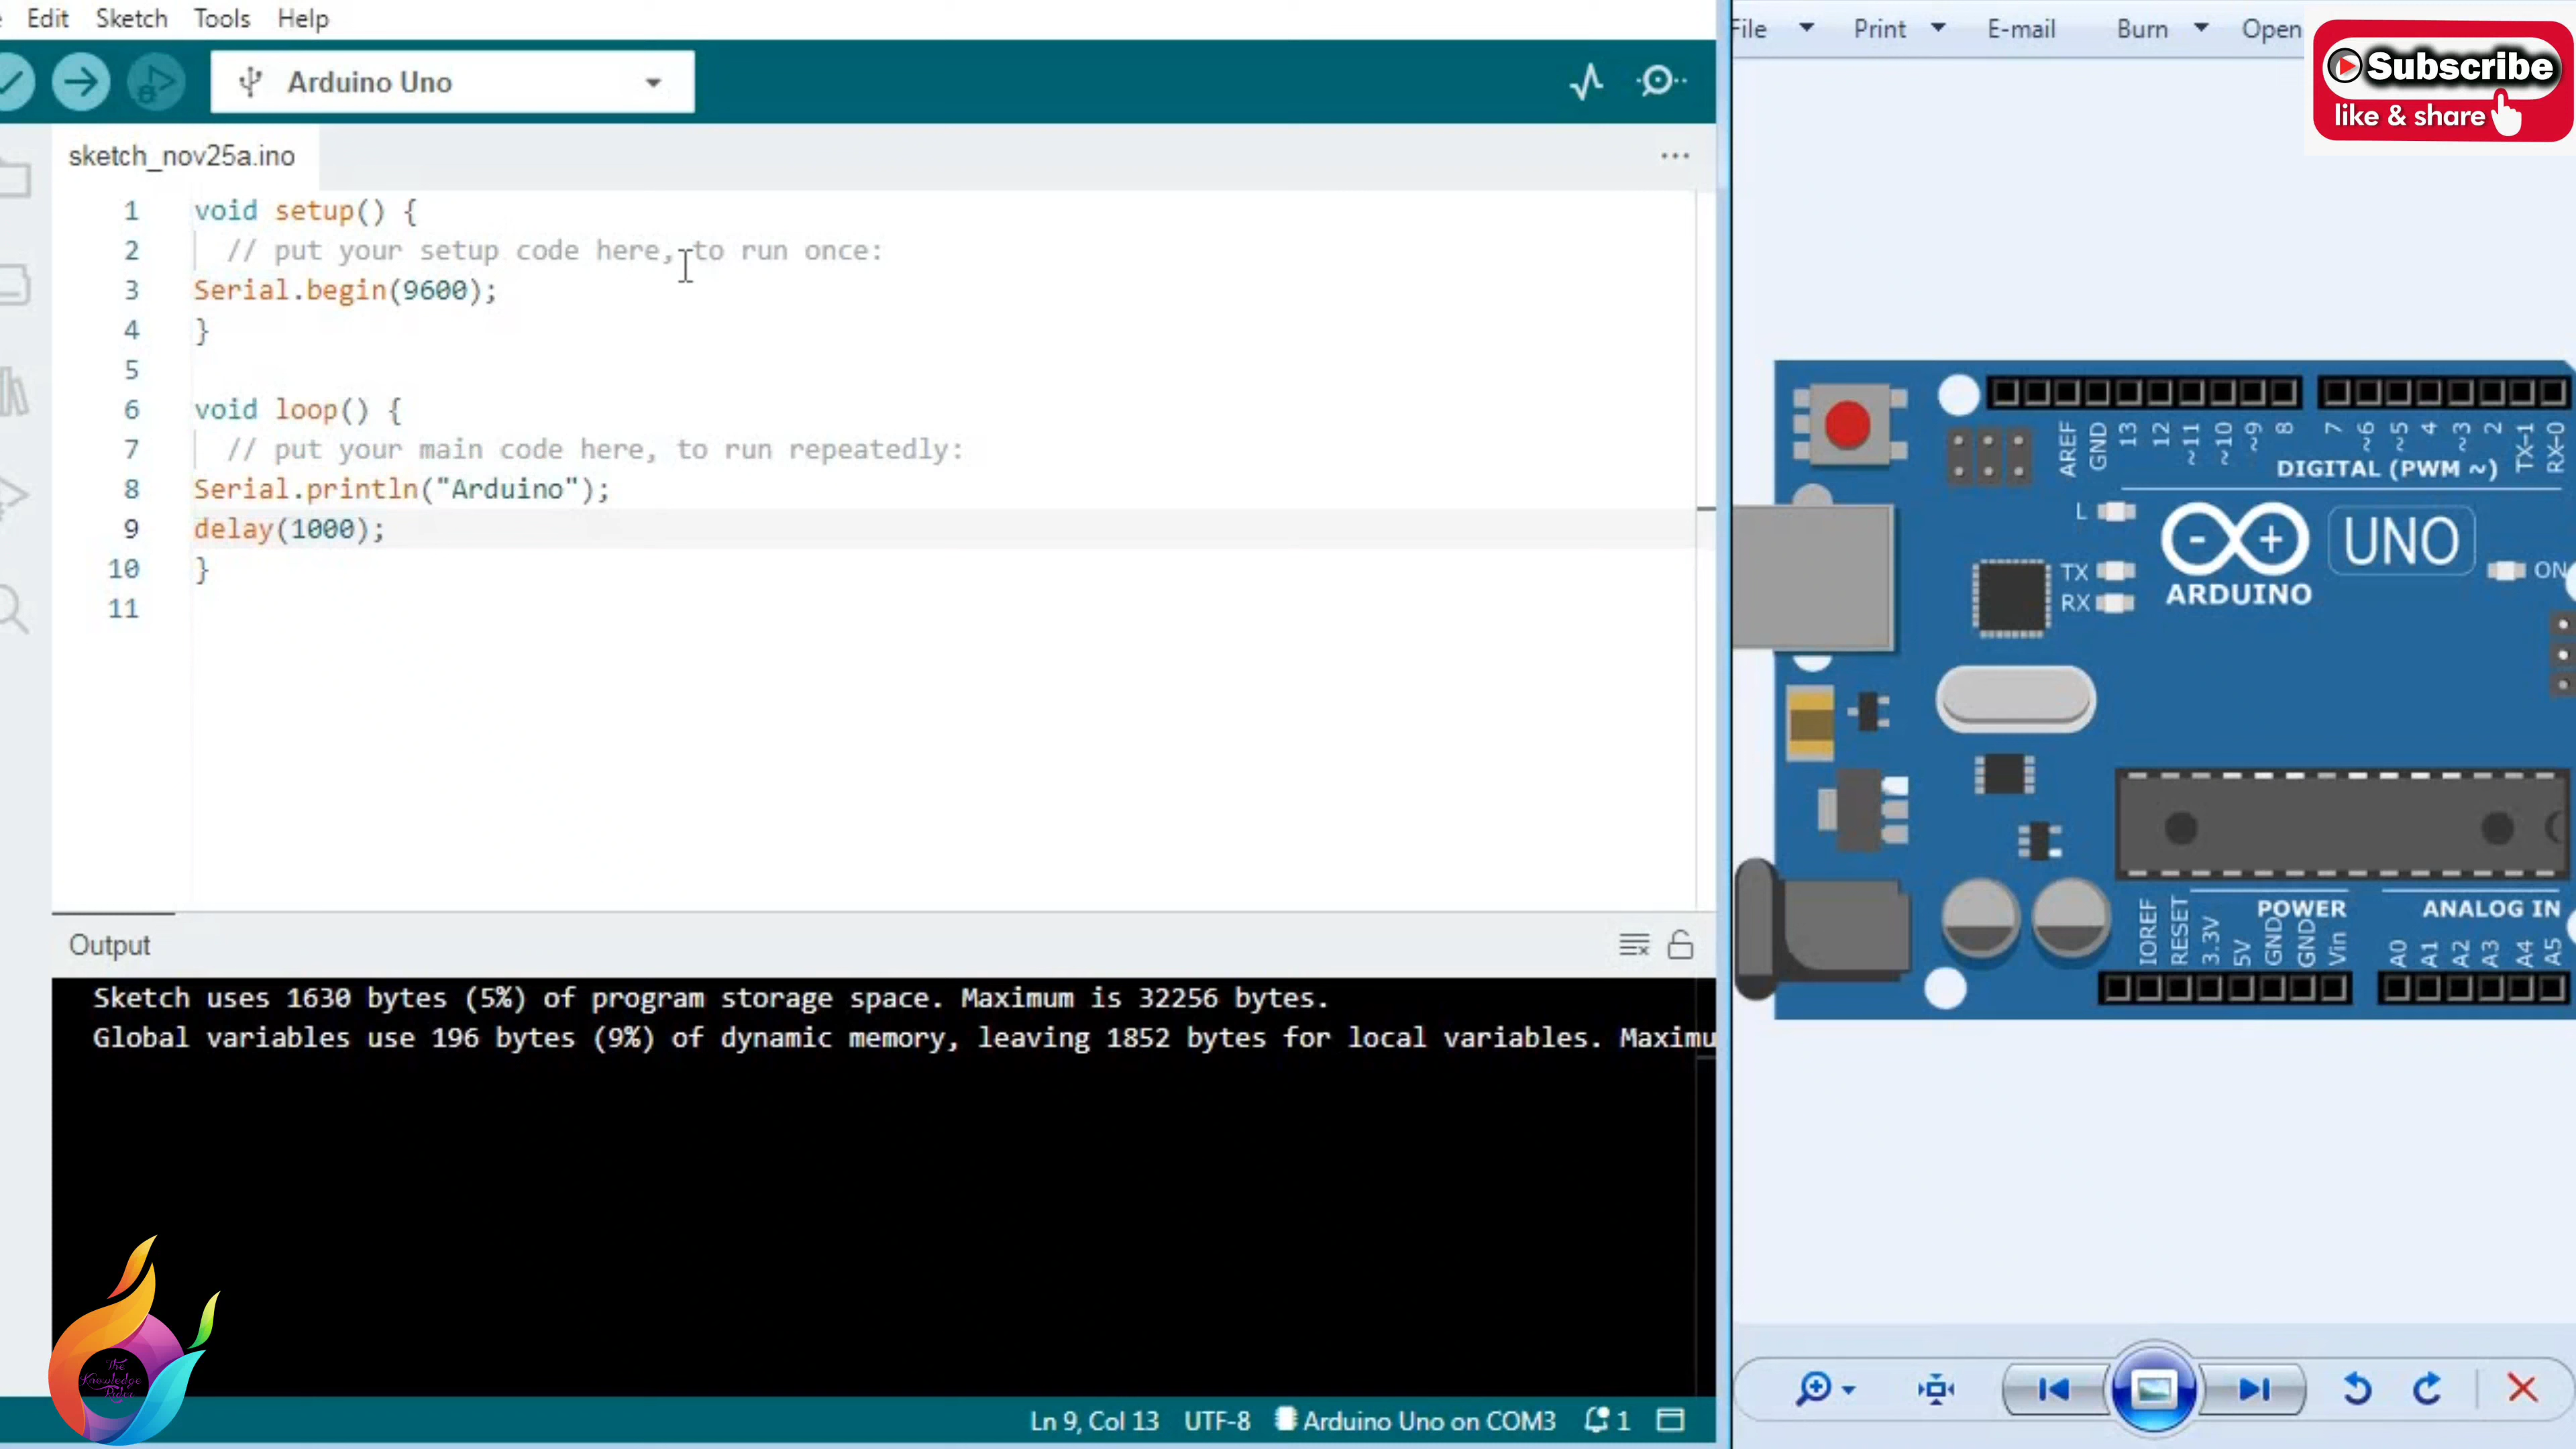 Edit Sketch Tools Help
Arduino Uno
sketch_nov25a.ino
1 void setup() {
2 // put your setup code here, to run once:
3 Serial.begin(9600);
4 }
5
6 void loop() {
7 // put your main code here, to run repeatedly:
8 Serial.println("Arduino");
9 delay(1000);
10 }
11
Output
Sketch uses 1630 bytes (5%) of program storage space. Maximum is 32256 bytes.
Global variables use 196 bytes (9%) of dynamic memory, leaving 1852 bytes for local variables. Maximu
Ln 9, Col 13 UTF-8 Arduino Uno on COM3 1
The
Knowledge
File Print E-mail Burn Open
Subscribe
like & share
AREF GND 13 12 ~11 ~10 ~9 8 7 ~6 ~5 4 ~3 2 TX-1 RX-0
DIGITAL (PWM ~)
L
TX
RX
ARDUINO
UNO
ON
POWER
ANALOG IN
IOREF RESET 3.3V 5V GND GND Vin A0 A1 A2 A3 A4 A5